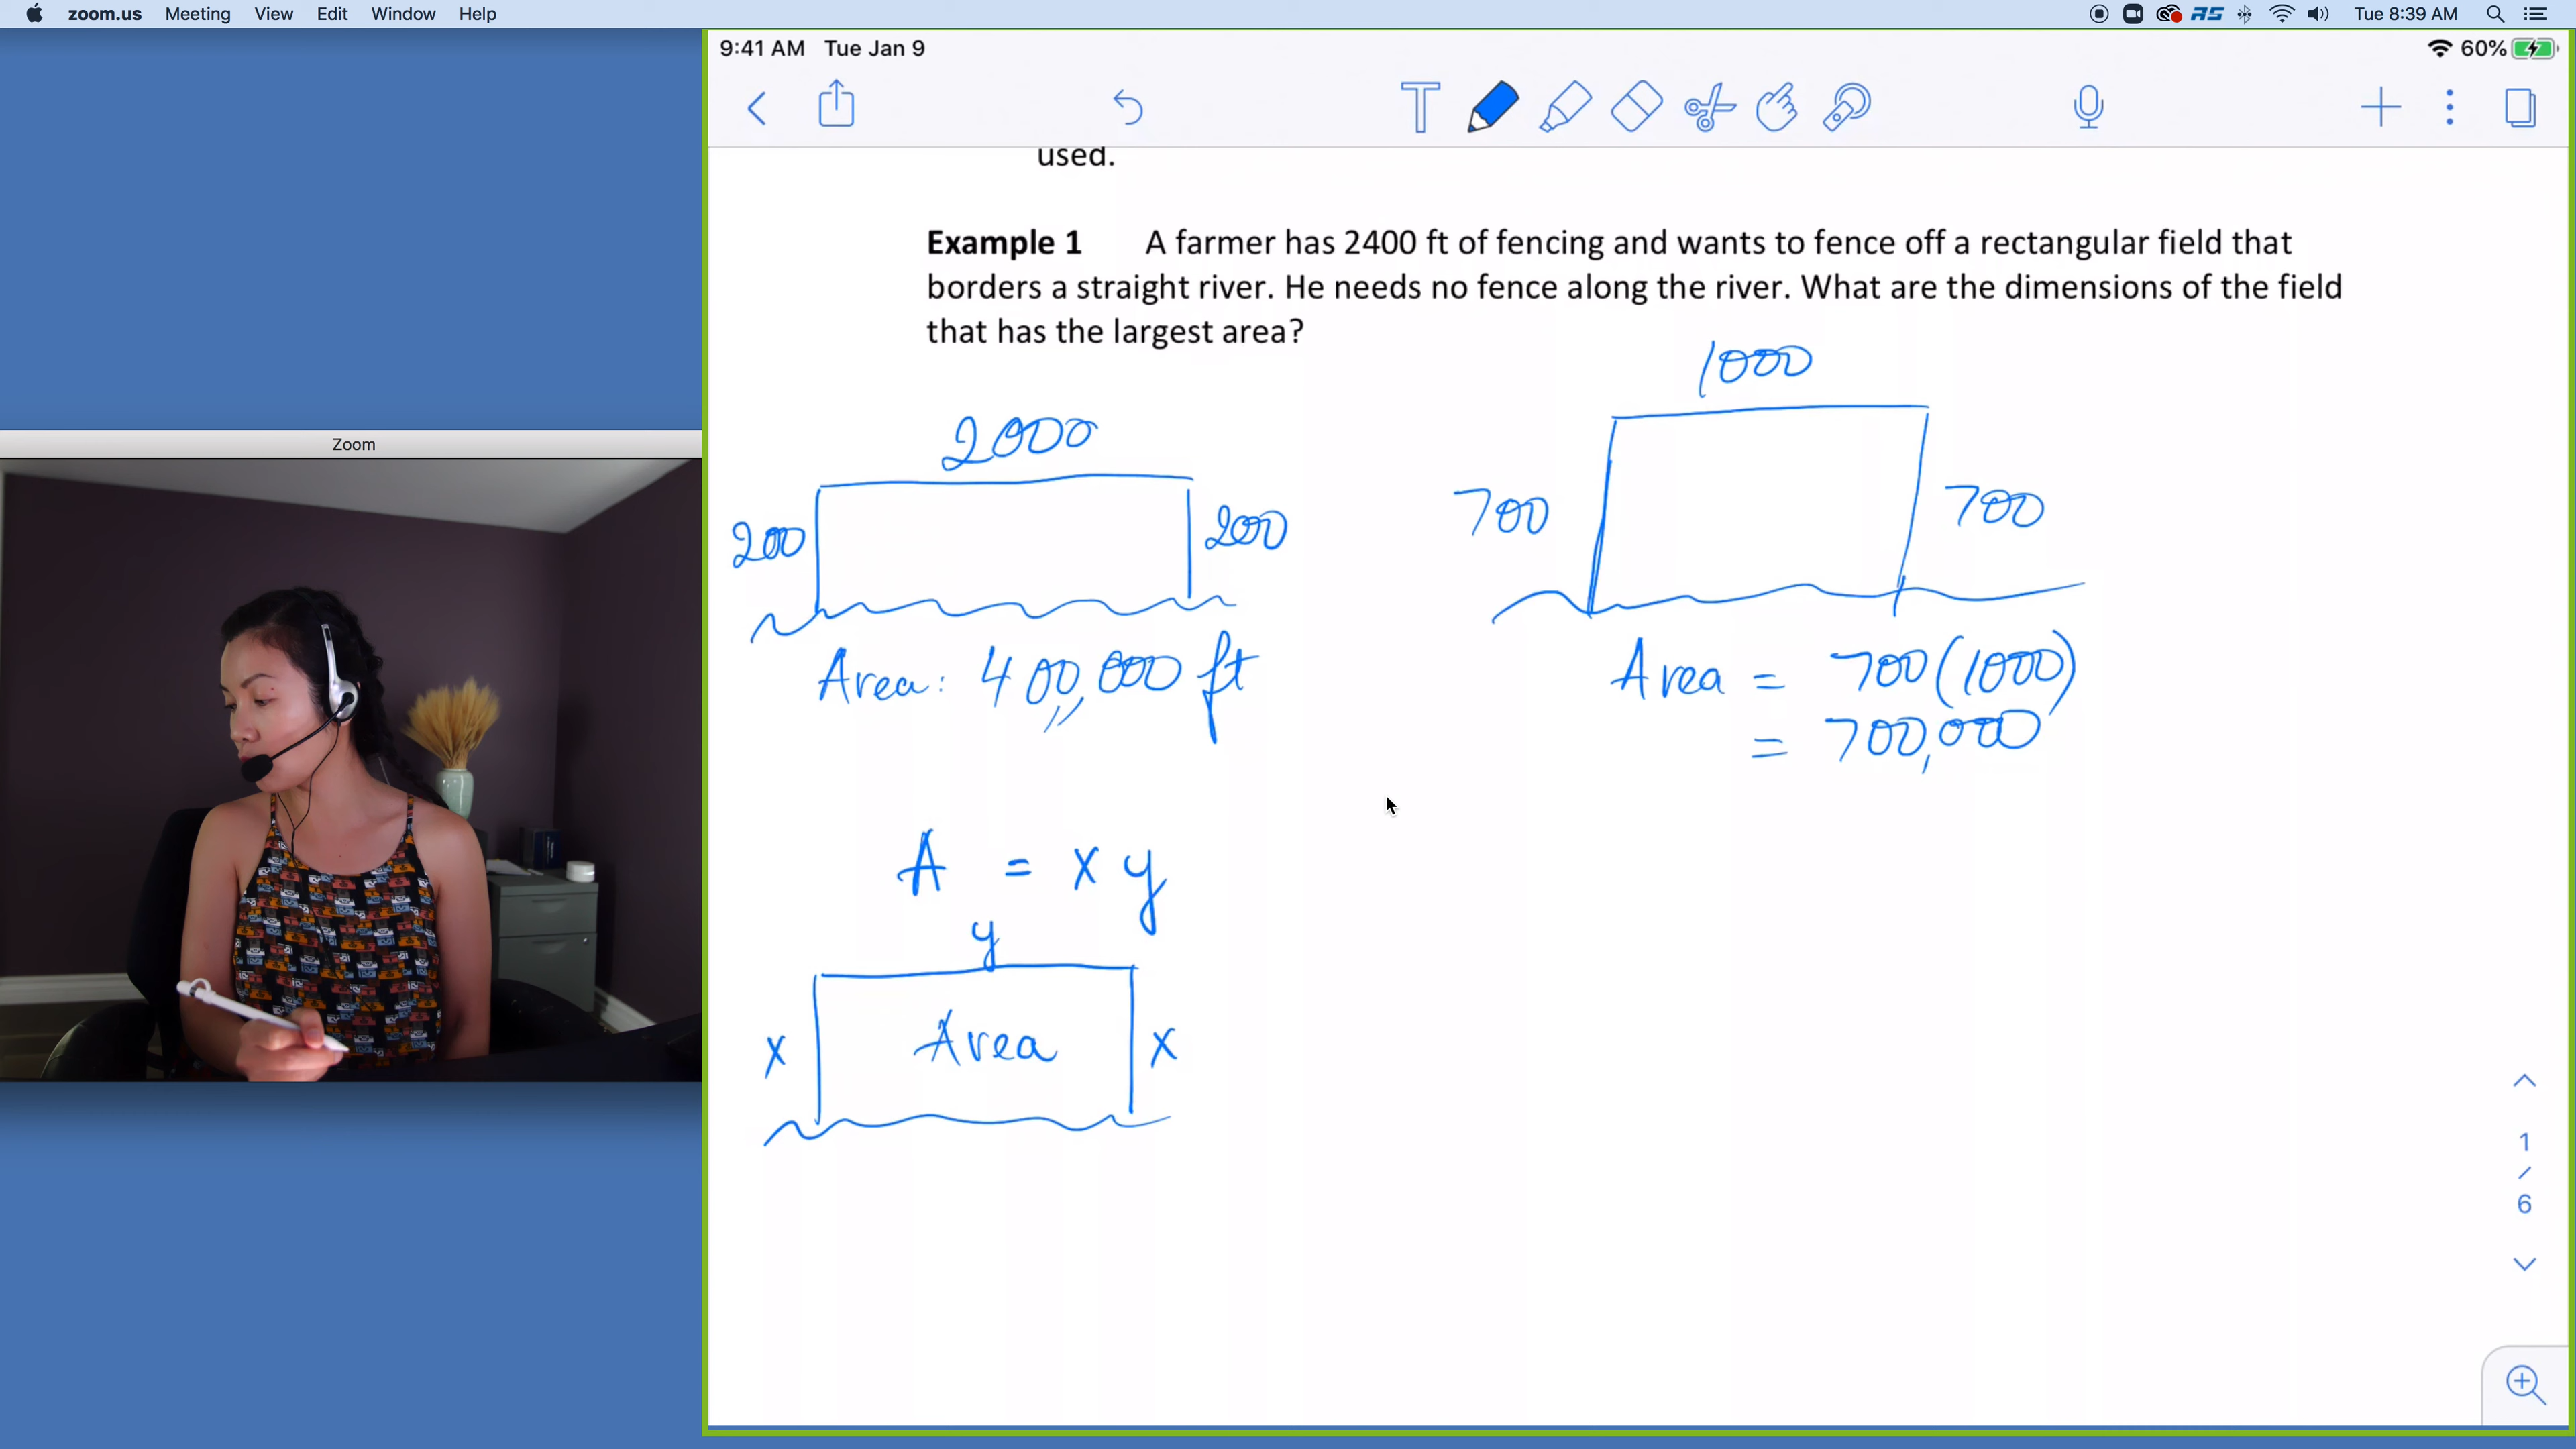 zoom.us Meeting View Edit Window Help
Tue 8:39 AM
9:41 AM Tue Jan 9
60%
T
used.
Example 1 A farmer has 2400 ft of fencing and wants to fence off a rectangular field that
borders a straight river. He needs no fence along the river. What are the dimensions of the field
that has the largest area?
Zoom
2000
200
200
Area: 400,000 ft
1000
700
700
Area = 700(1000)
= 700,000
A = x y
y
x
Area
x
1
/
6